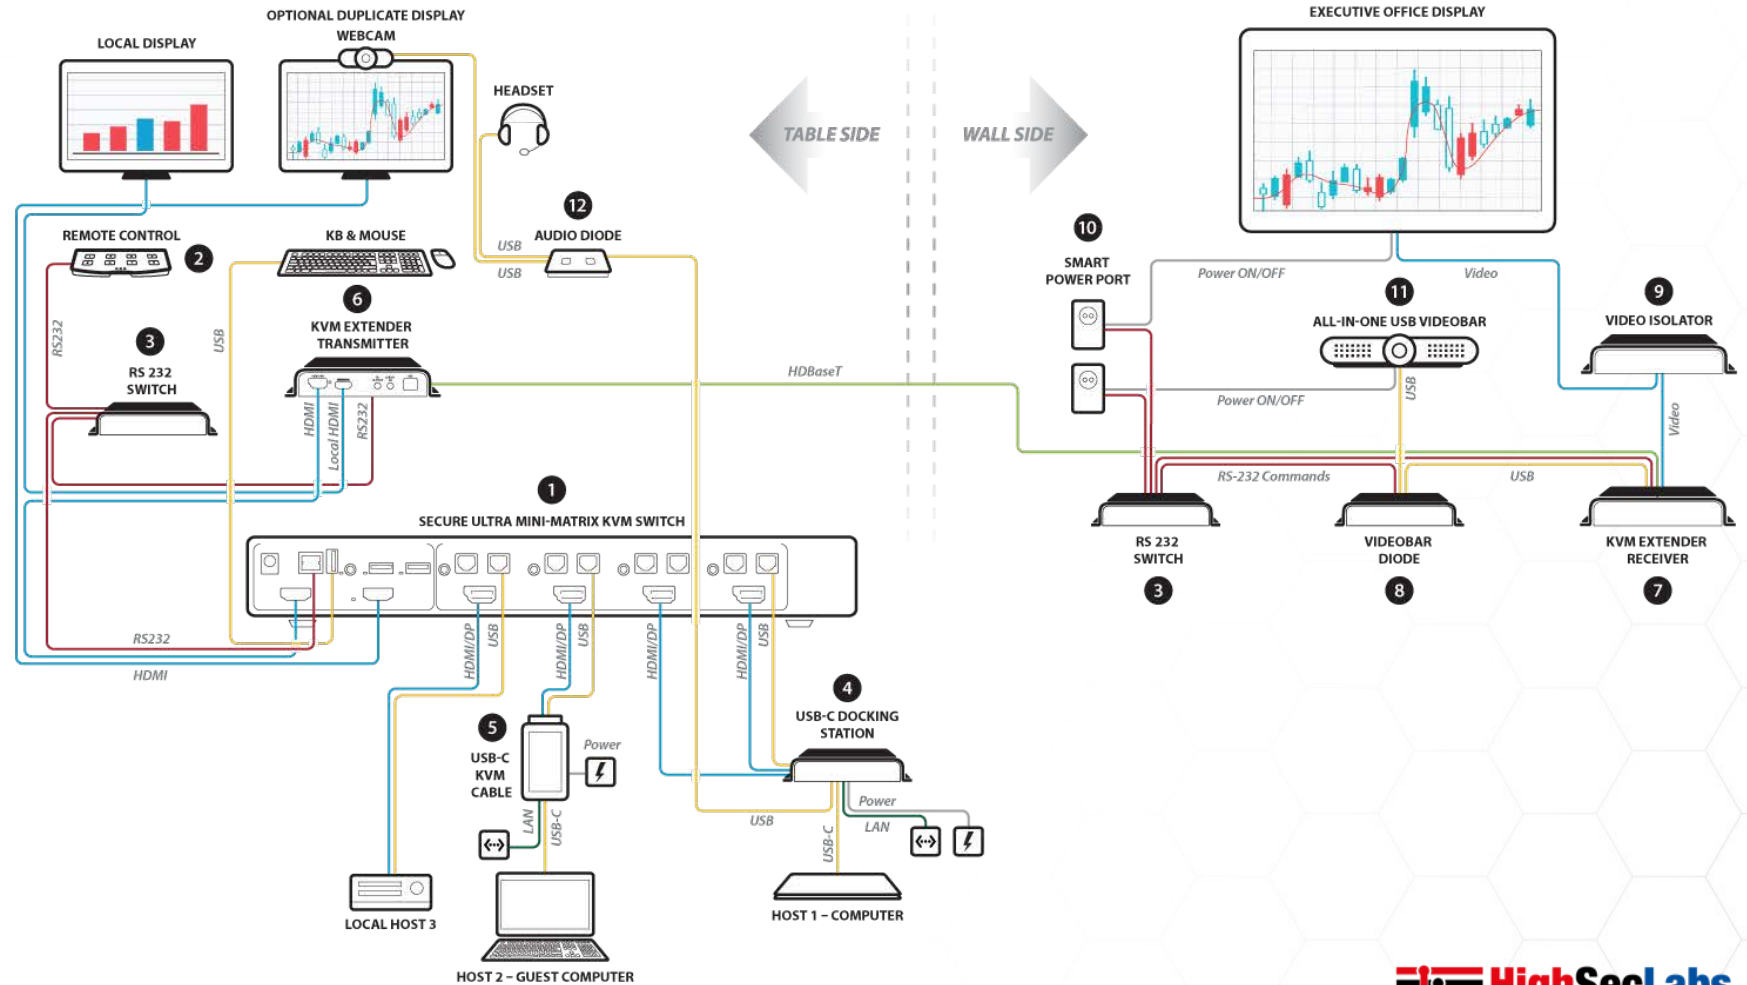 OPTIONAL DUPLICATE DISPLAY
WEBCAM
LOCAL DISPLAY
HEADSET
TABLE SIDE
WALL SIDE
EXECUTIVE OFFICE DISPLAY
12
AUDIO DIODE
USB
USB
REMOTE CONTROL
2
KB & MOUSE
6
KVM EXTENDER
TRANSMITTER
RS232
3
RS 232
SWITCH
USB
HDMI
Local HDMI
RS232
HDBaseT
10
SMART
POWER PORT
Power ON/OFF
Video
11
ALL-IN-ONE USB VIDEOBAR
9
VIDEO ISOLATOR
Power ON/OFF
USB
Video
RS-232 Commands
USB
RS 232
SWITCH
3
VIDEOBAR
DIODE
8
KVM EXTENDER
RECEIVER
7
1
SECURE ULTRA MINI-MATRIX KVM SWITCH
RS232
HDMI
HDMI/DP
USB
HDMI/DP
USB
HDMI/DP
HDMI/DP
USB
5
USB-C
KVM
CABLE
Power
LAN
USB-C
4
USB-C DOCKING
STATION
USB
Power
LAN
USB-C
LOCAL HOST 3
HOST 2 – GUEST COMPUTER
HOST 1 – COMPUTER
HighSecLabs